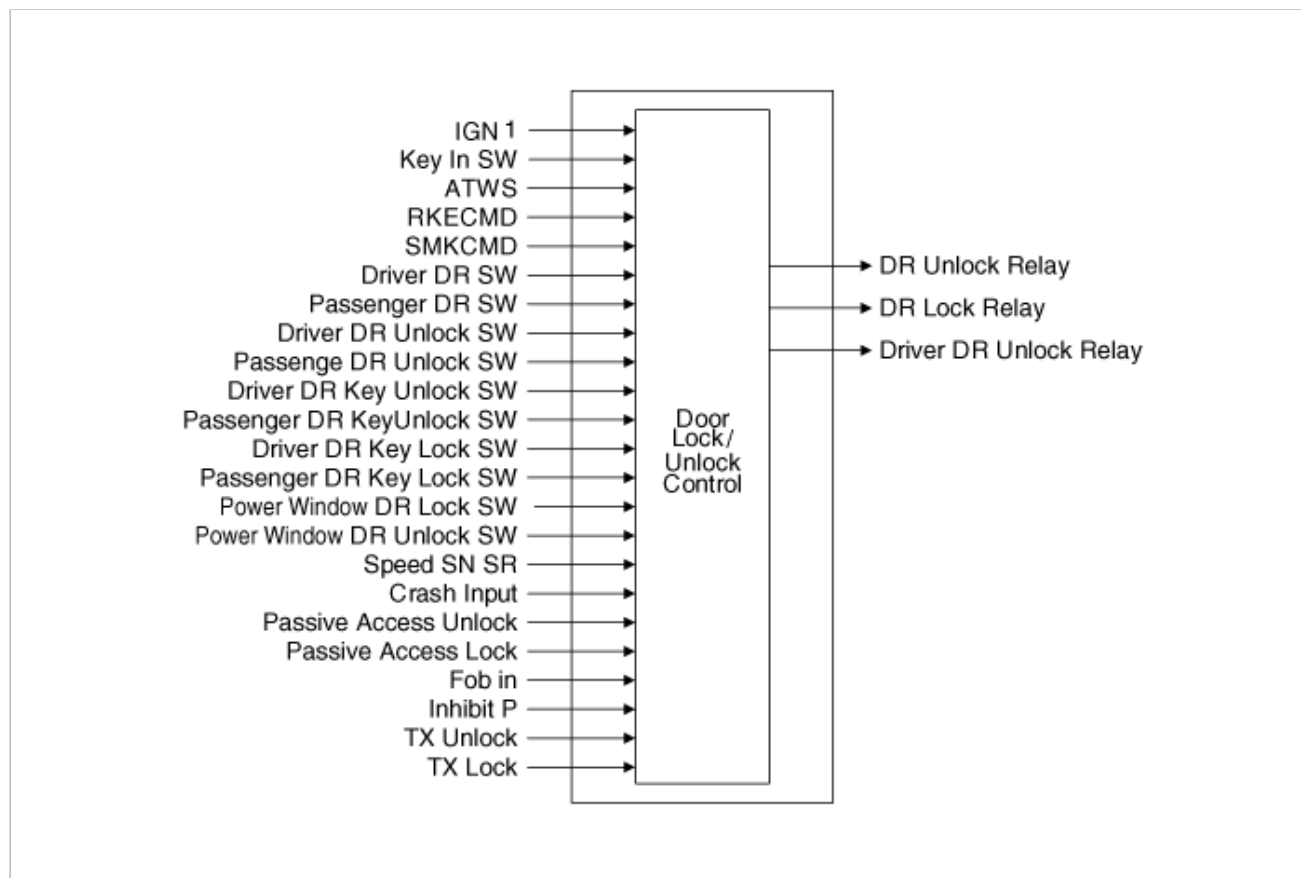 IGN 1
Key In SW
ATWS
RKECMD
SMKCMD
Driver DR SW
Passenger DR SW
Driver DR Unlock SW
Passenge DR Unlock SW
Driver DR Key Unlock SW
Passenger DR KeyUnlock SW
Driver DR Key Lock SW
Passenger DR Key Lock SW
Power Window DR Lock SW
Power Window DR Unlock SW
Speed SN SR
Crash Input
Passive Access Unlock
Passive Access Lock
Fob in
Inhibit P
TX Unlock
TX Lock
Door
Lock/
Unlock
Control
DR Unlock Relay
DR Lock Relay
Driver DR Unlock Relay